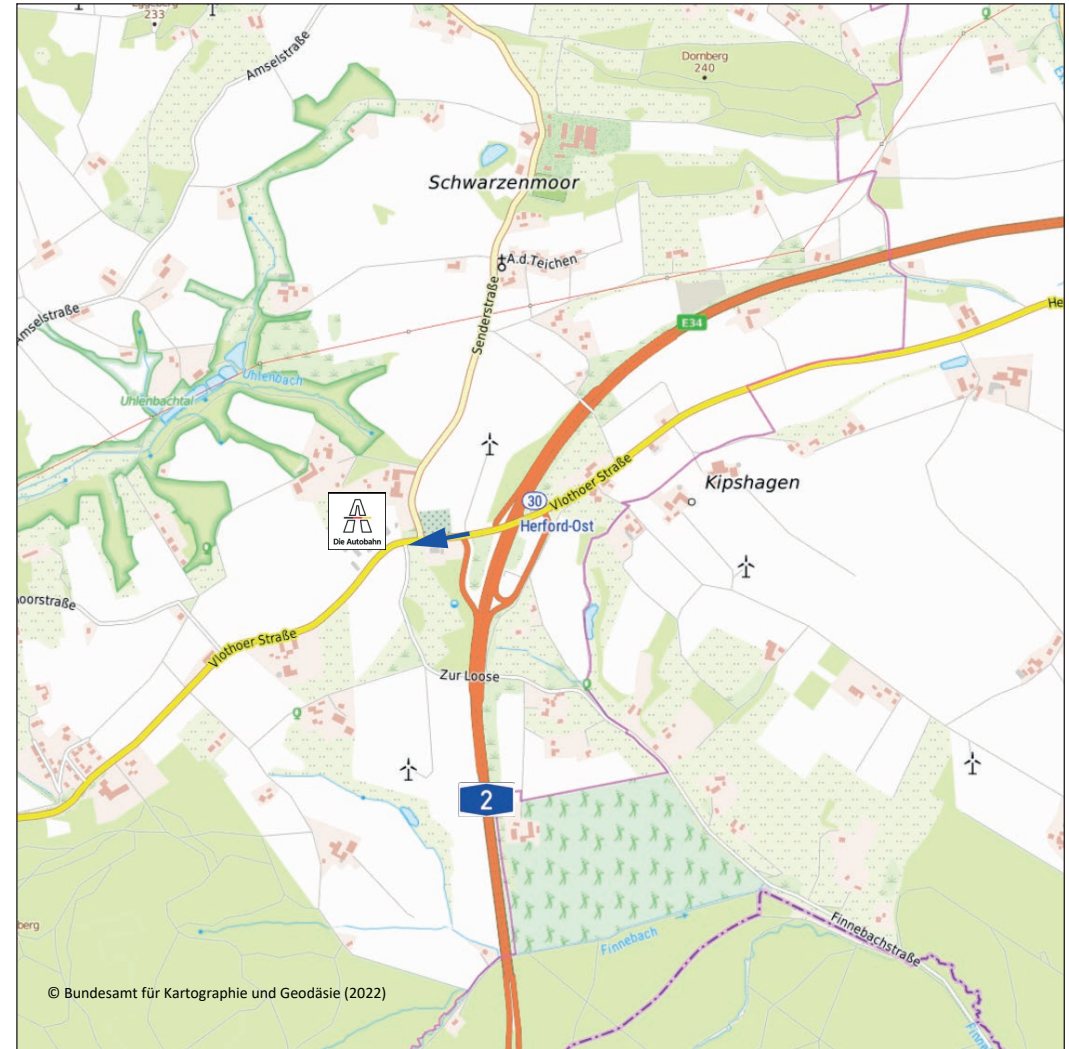 233
Amselstraße
Dornberg
240
Schwarzenmoor
A.d.Teichen
Senderstraße
Amselstraße
E34
He
Uhlenbach
Uhlenbachtal
Kipshagen
30
Vlothoer Straße
Herford-Ost
Die Autobahn
oorstraße
Vlothoer Straße
Zur Loose
2
berg
Finnebach
Finnebachstraße
© Bundesamt für Kartographie und Geodäsie (2022)